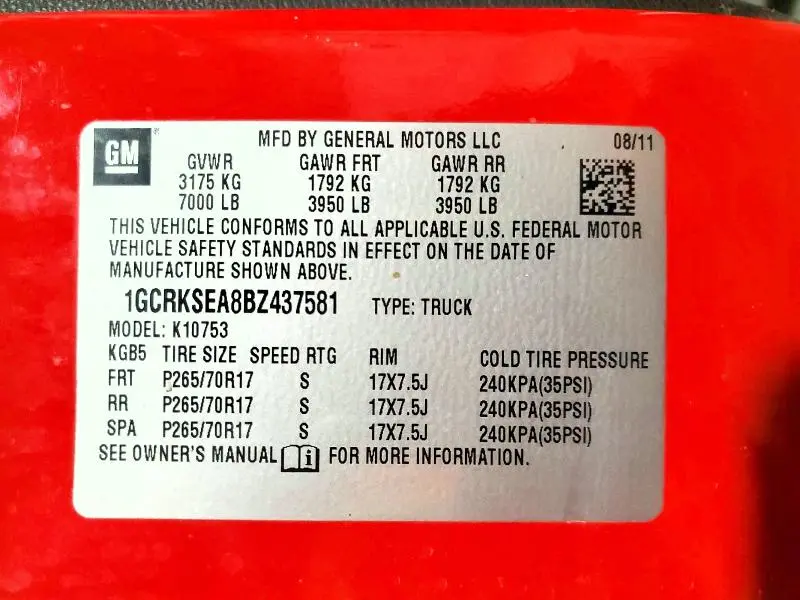 GM MFD BY GENERAL MOTORS LLC 08/11
GVWR GAWR FRT GAWR RR
3175 KG 1792 KG 1792 KG
7000 LB 3950 LB 3950 LB
THIS VEHICLE CONFORMS TO ALL APPLICABLE U.S. FEDERAL MOTOR
VEHICLE SAFETY STANDARDS IN EFFECT ON THE DATE OF
MANUFACTURE SHOWN ABOVE.
1GCRKSEA8BZ437581 TYPE: TRUCK
MODEL: K10753
KGB5 TIRE SIZE SPEED RTG RIM COLD TIRE PRESSURE
FRT P265/70R17 S 17X7.5J 240KPA(35PSI)
RR P265/70R17 S 17X7.5J 240KPA(35PSI)
SPA P265/70R17 S 17X7.5J 240KPA(35PSI)
SEE OWNER'S MANUAL i FOR MORE INFORMATION.